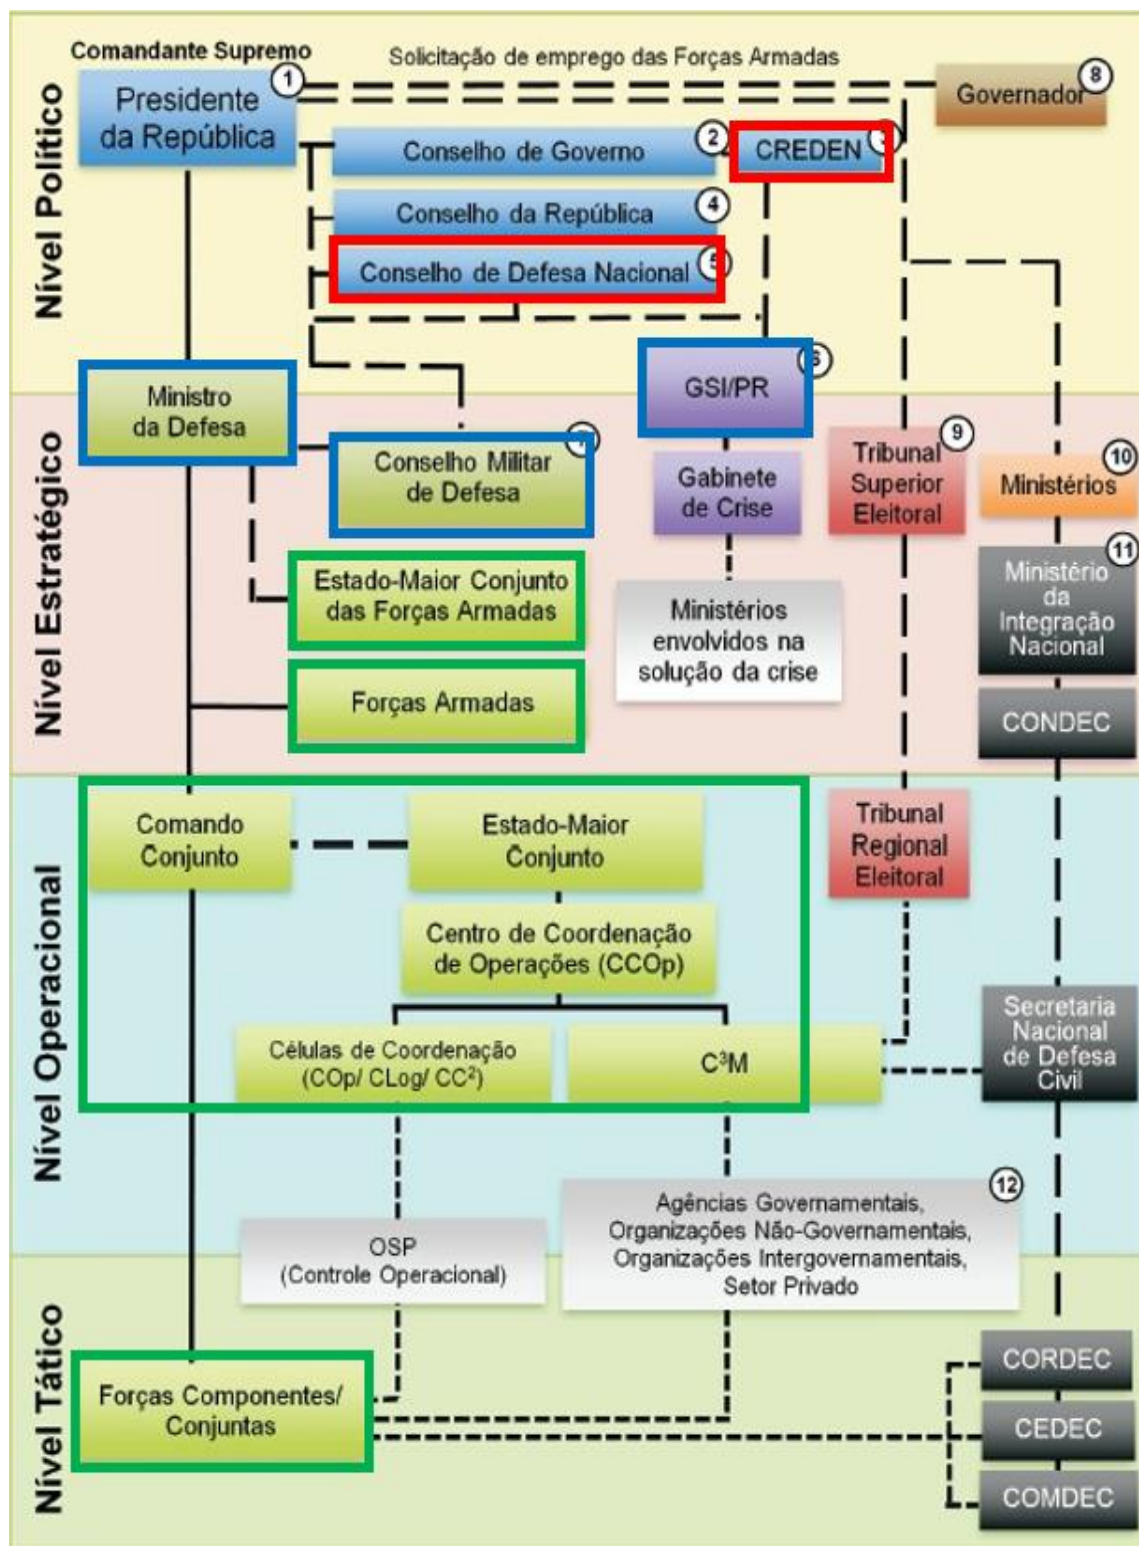 Nível Político
Comandante Supremo
Solicitação de emprego das Forças Armadas
1
Presidente
da República
8
Governador
2
Conselho de Governo
3
CREDEN
4
Conselho da República
5
Conselho de Defesa Nacional
Nível Estratégico
Ministro
da Defesa
6
GSI/PR
7
Conselho Militar
de Defesa
Gabinete
de Crise
9
Tribunal
Superior
Eleitoral
10
Ministérios
11
Ministério
da
Integração
Nacional
Estado-Maior Conjunto
das Forças Armadas
Ministérios
envolvidos na
solução da crise
Forças Armadas
CONDEC
Nível Operacional
Comando
Conjunto
Estado-Maior
Conjunto
Tribunal
Regional
Eleitoral
Centro de Coordenação
de Operações (CCOp)
Células de Coordenação
(COp/ CLog/ CC²)
C³M
Secretaria
Nacional
de Defesa
Civil
12
Agências Governamentais,
Organizações Não-Governamentais,
Organizações Intergovernamentais,
Setor Privado
OSP
(Controle Operacional)
Nível Tático
Forças Componentes/
Conjuntas
CORDEC
CEDEC
COMDEC